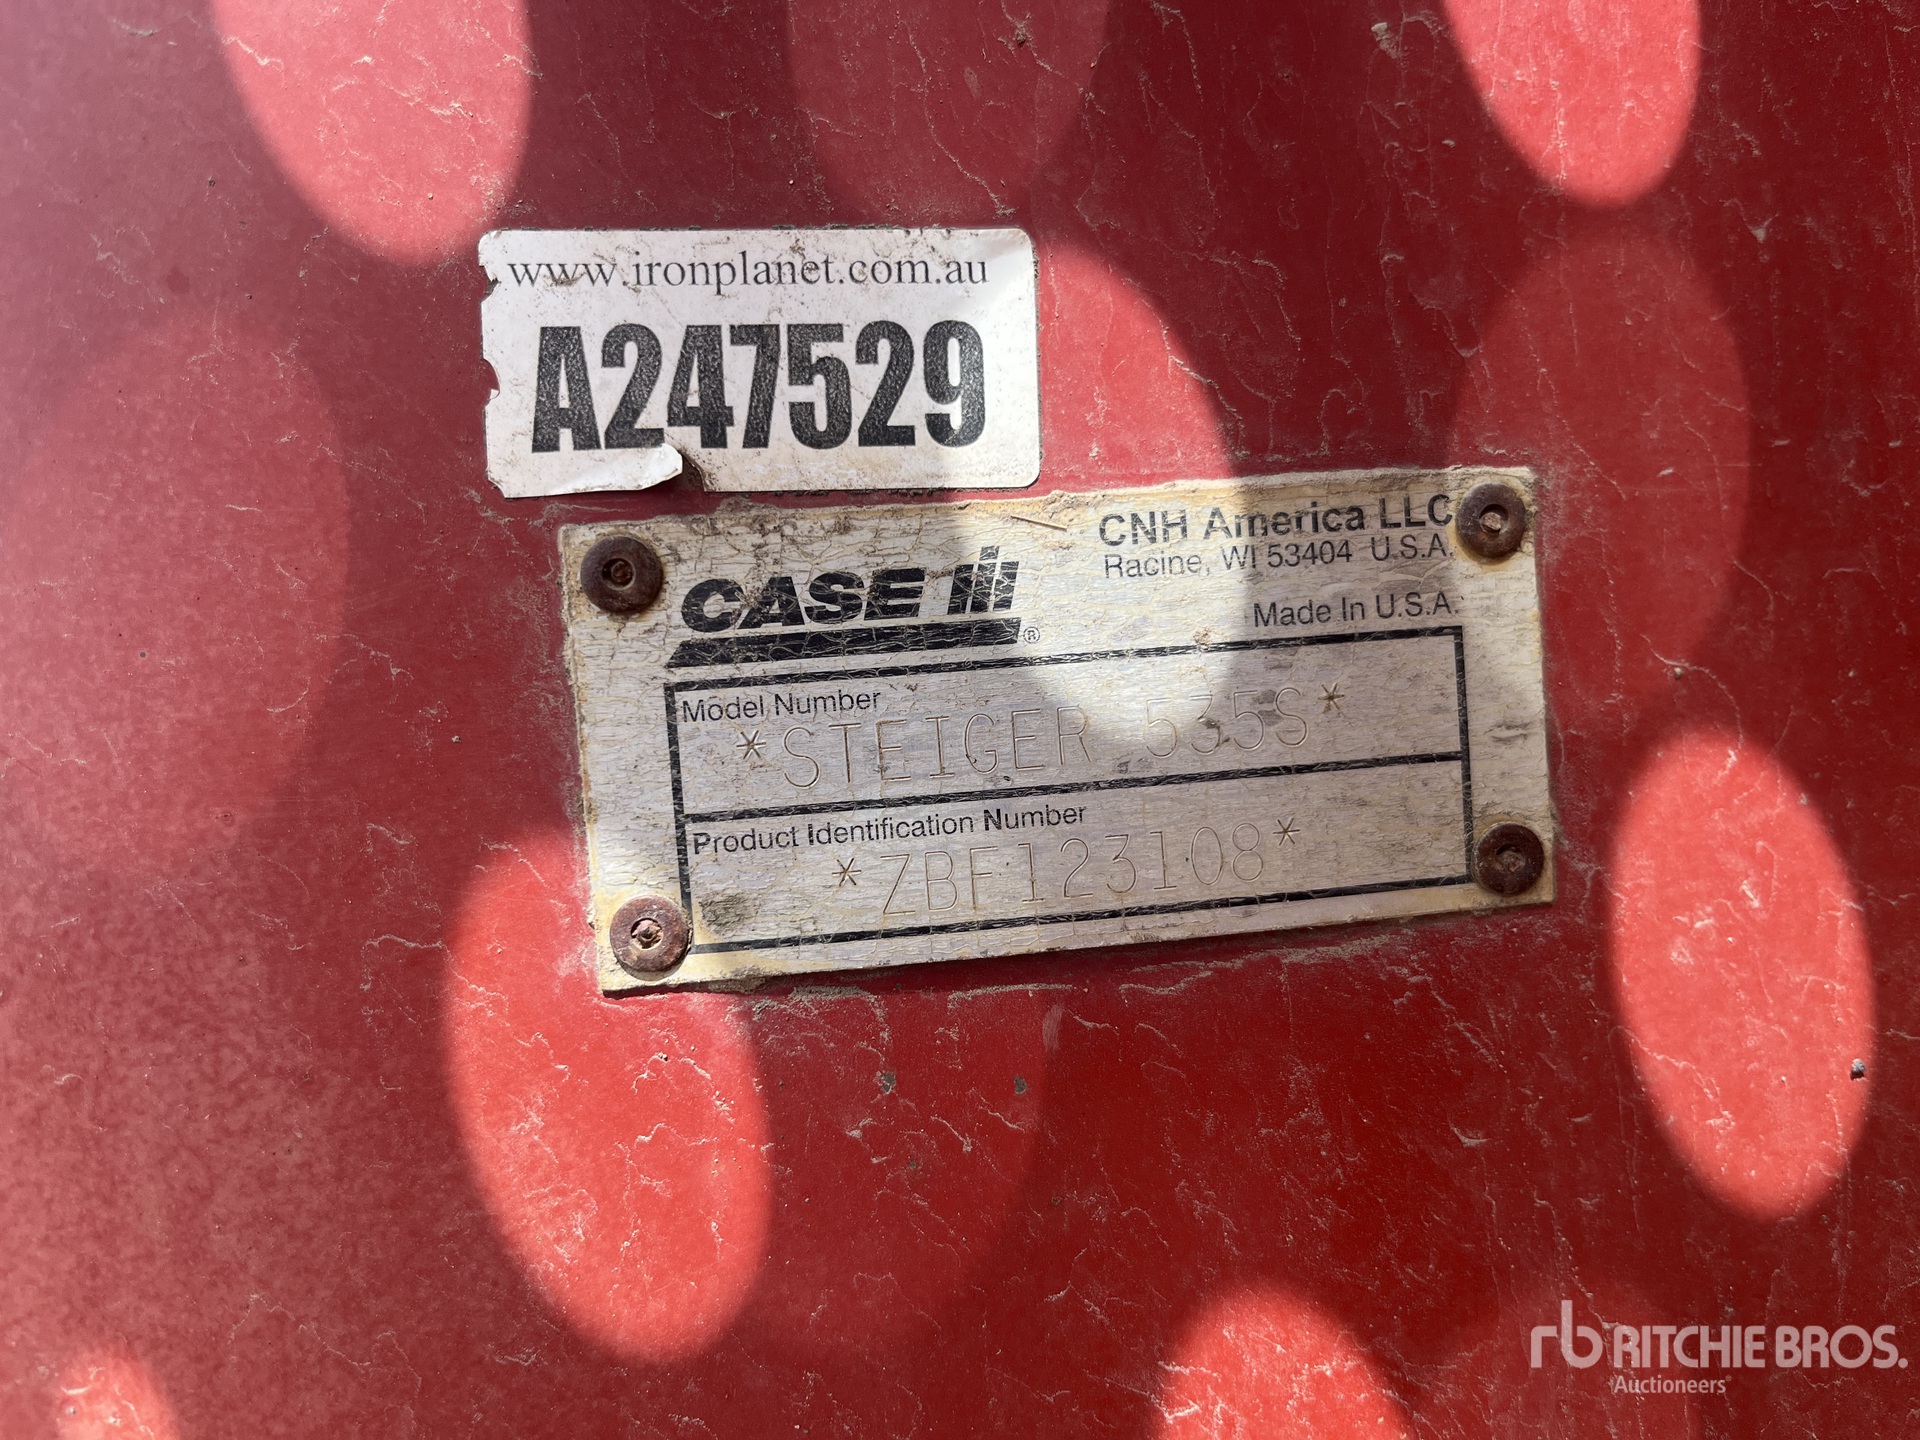 www.ironplanet.com.au
A247529
CNH America LLC
Racine, WI 53404 U.S.A.
CASE IH ®
Made In U.S.A.
Model Number
*STEIGER 535S*
Product Identification Number
*ZBF123108*
rb RITCHIE BROS.
Auctioneers